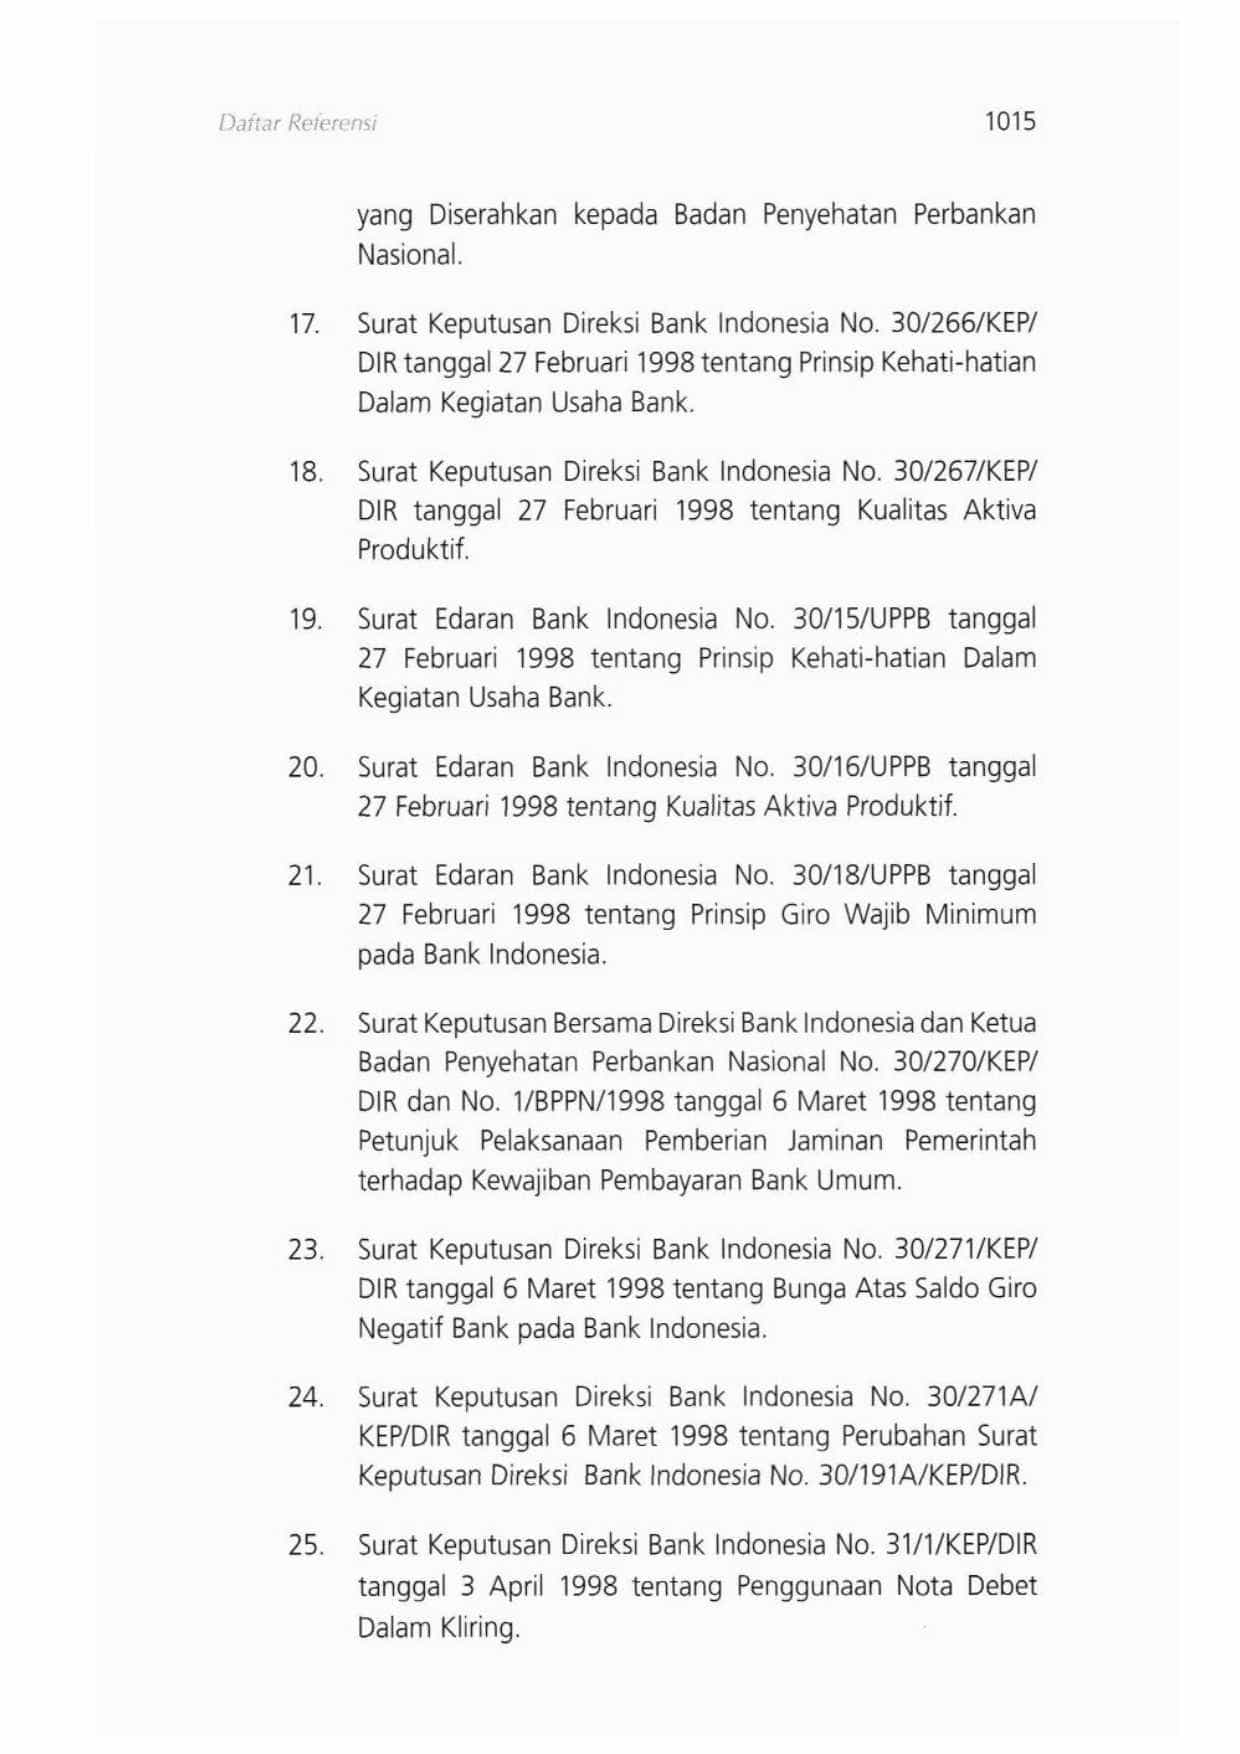 Daftar Referensi 1015
yang Diserahkan kepada Badan Penyehatan Perbankan
Nasional.
17. Surat Keputusan Direksi Bank Indonesia No. 30/266/KEP/
DIR tanggal 27 Februari 1998 tentang Prinsip Kehati-hatian
Dalam Kegiatan Usaha Bank.
18. Surat Keputusan Direksi Bank Indonesia No. 30/267/KEP/
DIR tanggal 27 Februari 1998 tentang Kualitas Aktiva
Produktif.
19. Surat Edaran Bank Indonesia No. 30/15/UPPB tanggal
27 Februari 1998 tentang Prinsip Kehati-hatian Dalam
Kegiatan Usaha Bank.
20. Surat Edaran Bank Indonesia No. 30/16/UPPB tanggal
27 Februari 1998 tentang Kualitas Aktiva Produktif.
21. Surat Edaran Bank Indonesia No. 30/18/UPPB tanggal
27 Februari 1998 tentang Prinsip Giro Wajib Minimum
pada Bank Indonesia.
22. Surat Keputusan Bersama Direksi Bank Indonesia dan Ketua
Badan Penyehatan Perbankan Nasional No. 30/270/KEP/
DIR dan No. 1/BPPN/1998 tanggal 6 Maret 1998 tentang
Petunjuk Pelaksanaan Pemberian Jaminan Pemerintah
terhadap Kewajiban Pembayaran Bank Umum.
23. Surat Keputusan Direksi Bank Indonesia No. 30/271/KEP/
DIR tanggal 6 Maret 1998 tentang Bunga Atas Saldo Giro
Negatif Bank pada Bank Indonesia.
24. Surat Keputusan Direksi Bank Indonesia No. 30/271A/
KEP/DIR tanggal 6 Maret 1998 tentang Perubahan Surat
Keputusan Direksi Bank Indonesia No. 30/191A/KEP/DIR.
25. Surat Keputusan Direksi Bank Indonesia No. 31/1/KEP/DIR
tanggal 3 April 1998 tentang Penggunaan Nota Debet
Dalam Kliring.